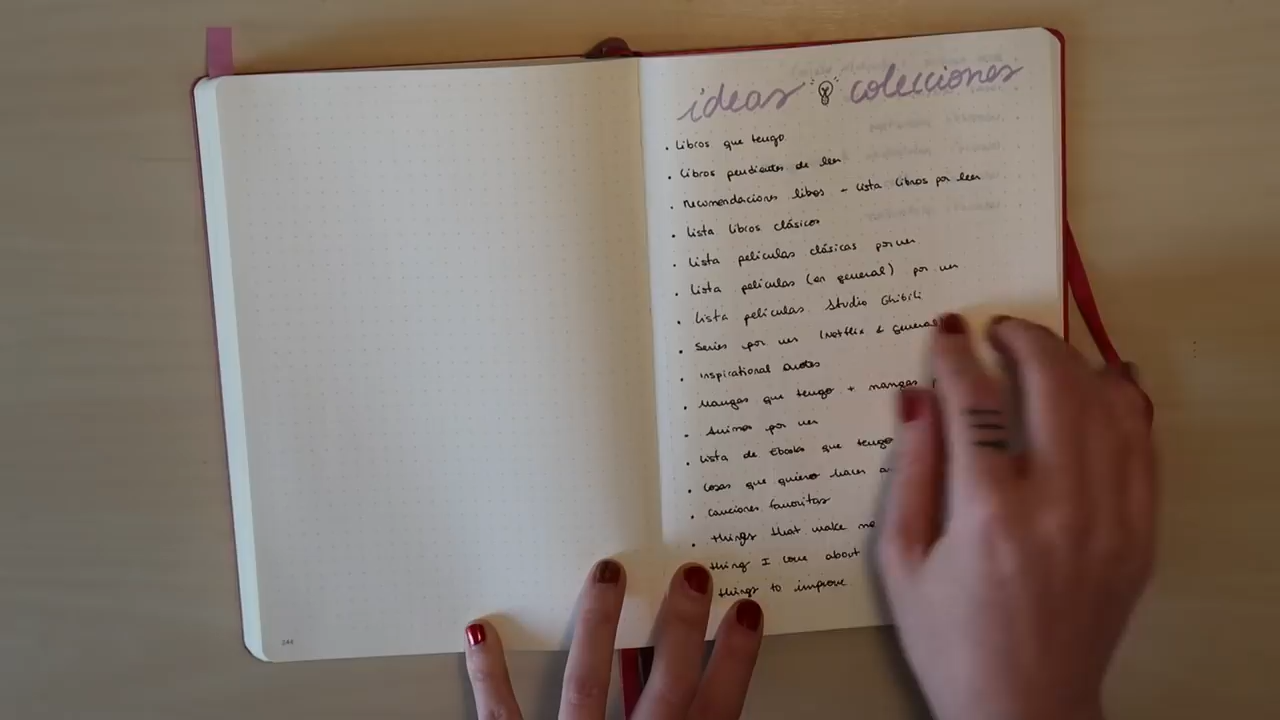 ideas colecciones
• Libros que tengo
• Libros pendientes de leer
• recomendaciones libros - lista libros por leer
• lista libros clásicos
• lista películas clásicas por ver
• lista películas (en general) por ver
• lista películas Studio Ghibili
• Series por ver (Netflix & general
• inspirational quotes
• Mangas que tengo + mangas
• Animes por ver
• lista de Ebooks que tengo
• cosas que quiero hacer
• Canciones favoritas
• things that make me
thing I love about
things to improve
244